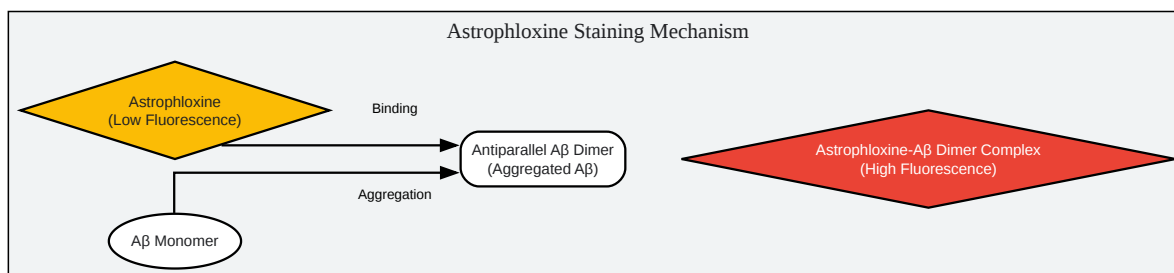 Astrophloxine Staining Mechanism
Astrophloxine
(Low Fluorescence)
Binding
Antiparallel Aβ Dimer
(Aggregated Aβ)
Astrophloxine-Aβ Dimer Complex
(High Fluorescence)
Aggregation
Aβ Monomer